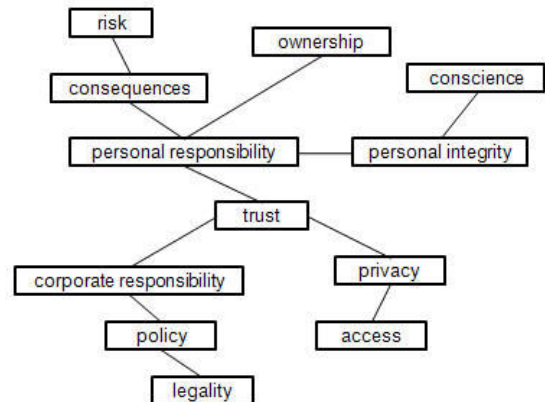 risk
ownership
consequences
conscience
personal responsibility
personal integrity
trust
corporate responsibility
privacy
policy
access
legality